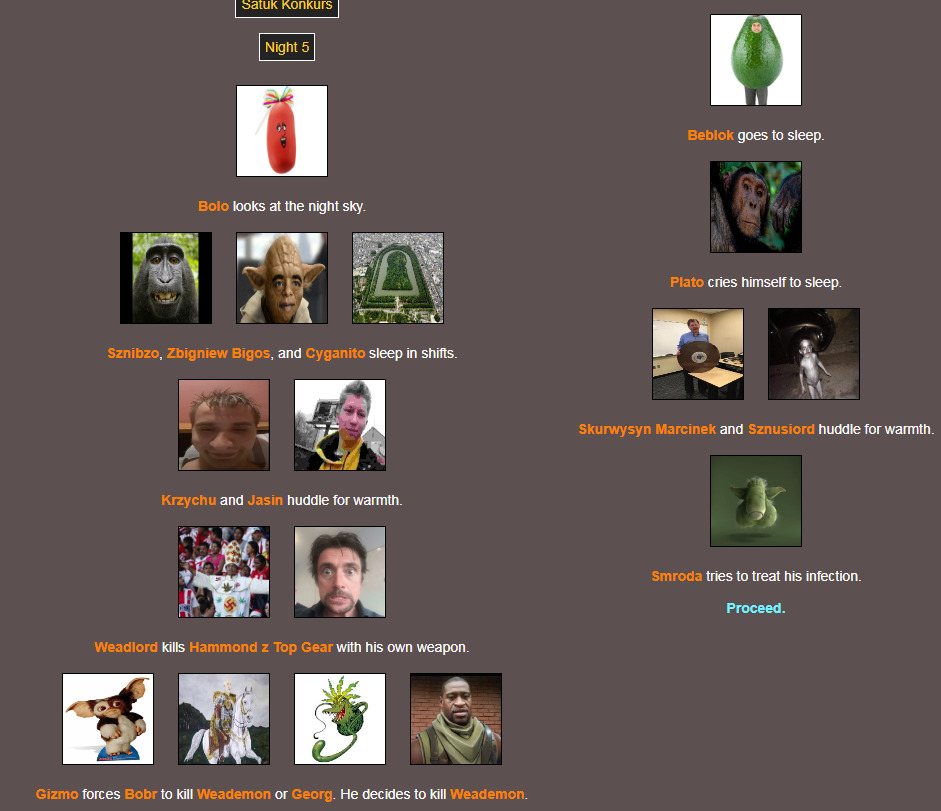 Satuk Konkurs
Night 5
Bolo looks at the night sky.
Sznibzo, Zbigniew Bigos, and Cyganito sleep in shifts.
Krzychu and Jasin huddle for warmth.
Weadlord kills Hammond z Top Gear with his own weapon.
Gizmo forces Bobr to kill Weademon or Georg. He decides to kill Weademon.
Beblok goes to sleep.
Plato cries himself to sleep.
Skurwysyn Marcinek and Sznusiord huddle for warmth.
Smroda tries to treat his infection.
Proceed.